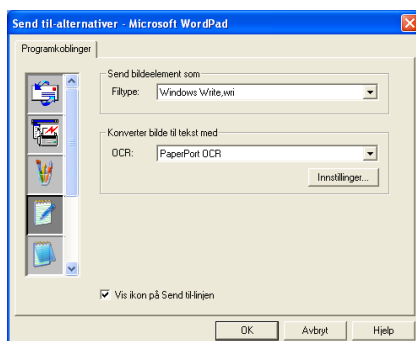 Send til-alternativer - Microsoft WordPad
Programkoblinger
Send bildeelement som
Filtype: Windows Write,wri
Konverter bilde til tekst med
OCR: PaperPort OCR
Innstillinger...
Vis ikon på Send til-linjen
OK Avbryt Hjelp